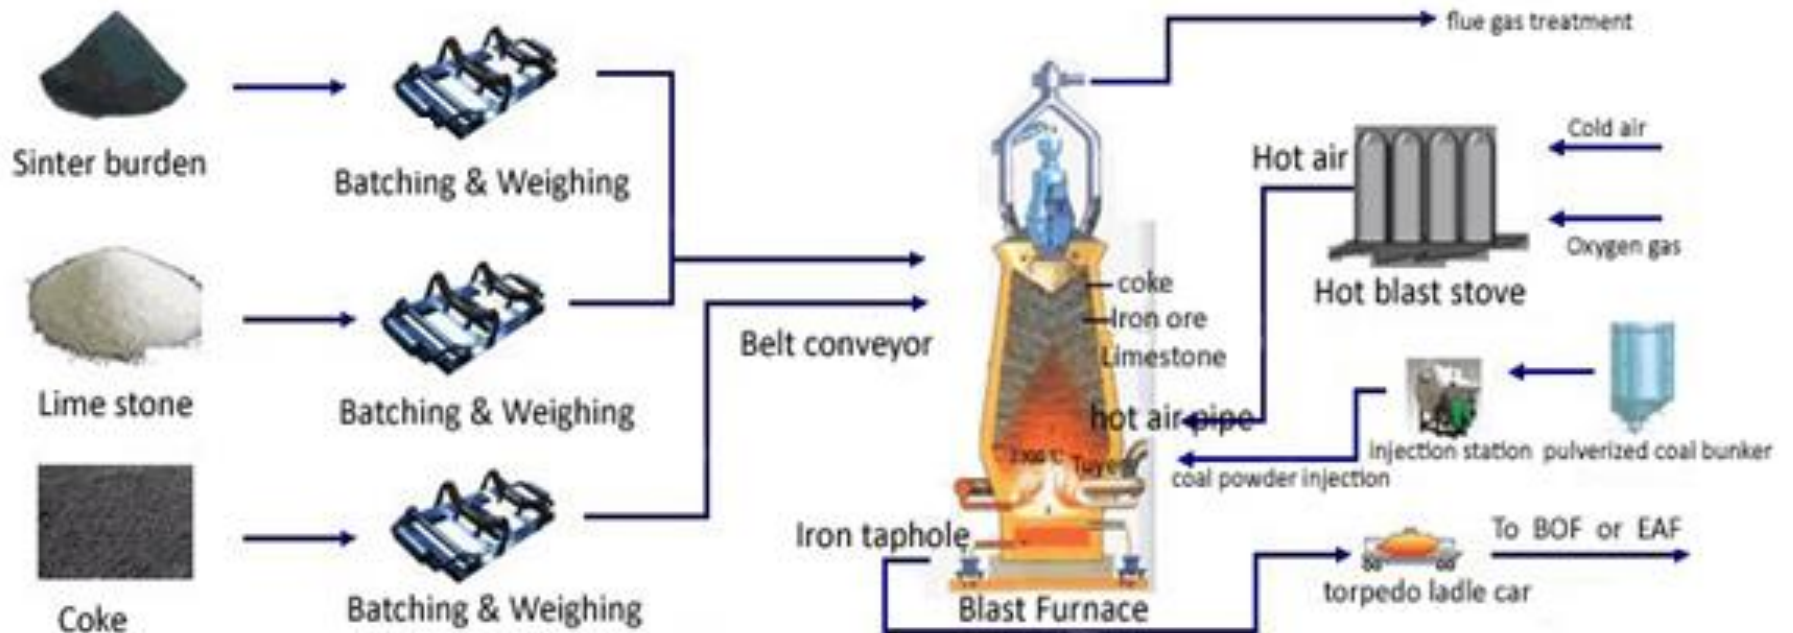 flue gas treatment
Sinter burden
Batching & Weighing
Hot air
Cold air
Oxygen gas
Hot blast stove
Lime stone
Batching & Weighing
Belt conveyor
coke
Iron ore
Limestone
hot air pipe
Tuyer
injection station
pulverized coal bunker
coal powder injection
Coke
Batching & Weighing
Iron taphole
Blast Furnace
To BOF or EAF
torpedo ladle car